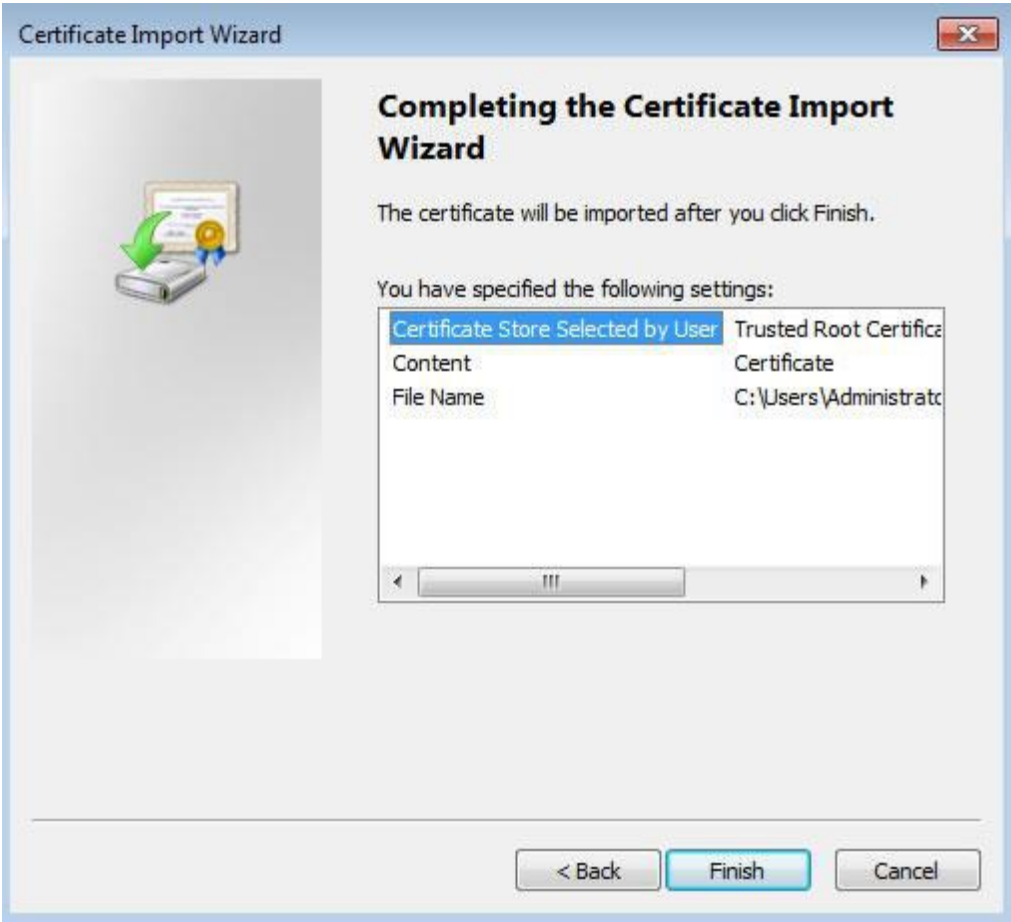 Certificate Import Wizard
Completing the Certificate Import
Wizard
The certificate will be imported after you click Finish.
You have specified the following settings:
Certificate Store Selected by User Trusted Root Certifica
Content Certificate
File Name C:\Users\Administrato
< Back Finish Cancel